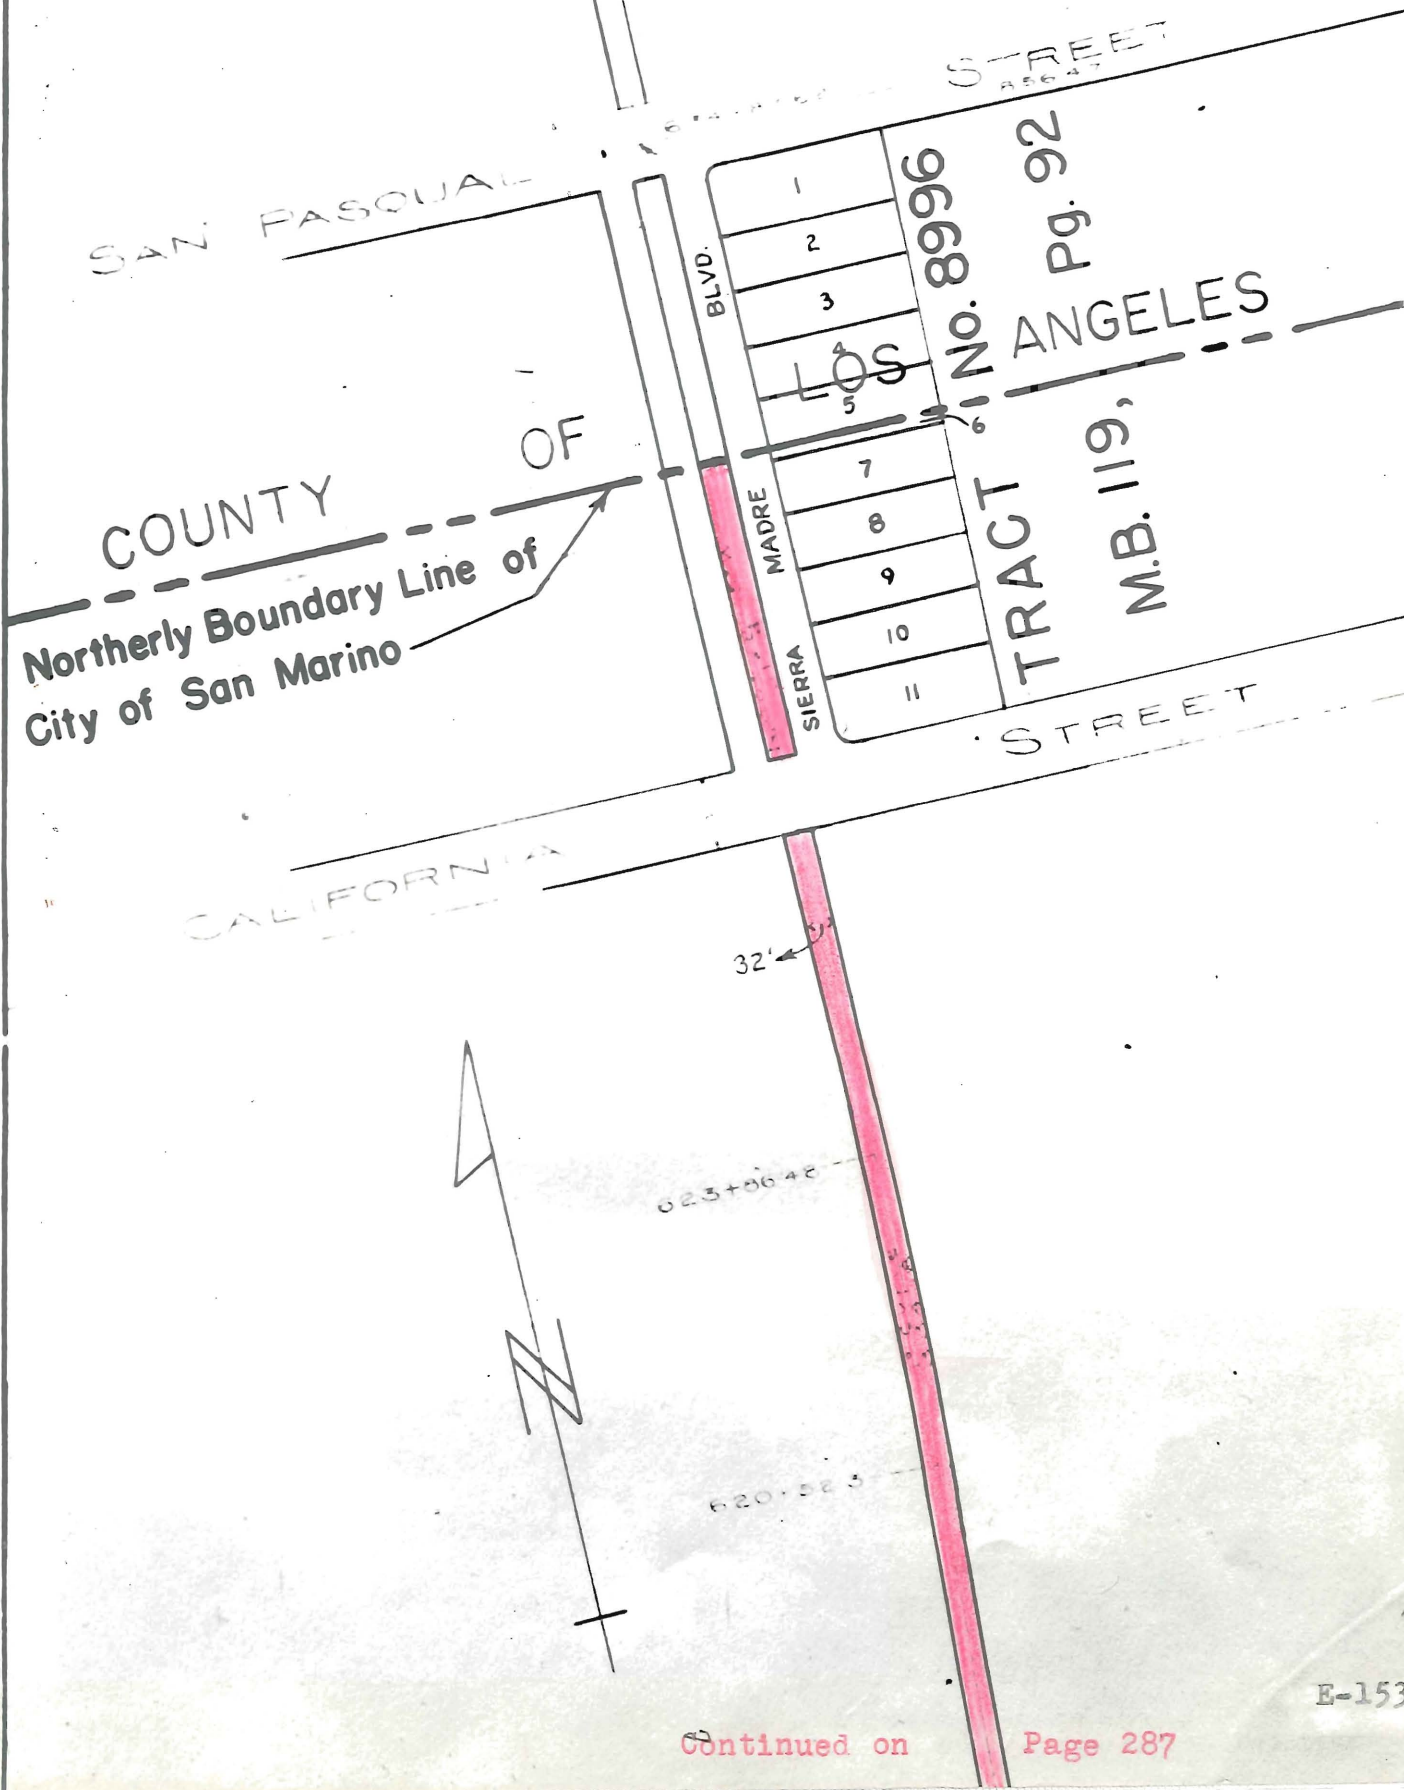 STREET
SAN PASQUAL
BLVD.
1
2
3
4
5
6
7
8
9
10
11
TRACT No. 8996
M.B. 119, Pg. 92
COUNTY OF LOS ANGELES
Northerly Boundary Line of
City of San Marino
SIERRA MADRE
CALIFORNIA STREET
32'
N
E-153
Continued on Page 287